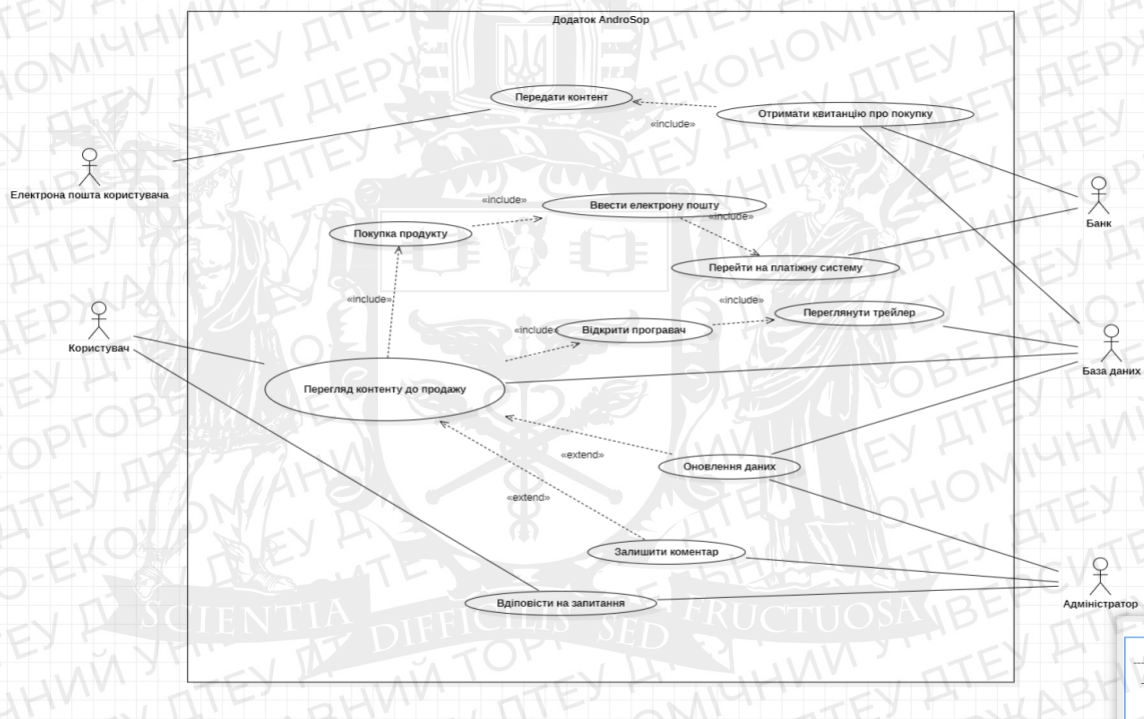 Додаток AndroSop
Передати контент
Отримати квитанцію про покупку
«include»
Електрона пошта користувача
«include»
Ввести електрону пошту
«include»
Банк
Покупка продукту
Перейти на платіжну систему
«include»
«include»
Переглянути трейлер
«include»
Відкрити програвач
Користувач
База даних
Перегляд контенту до продажу
«extend»
Оновлення даних
«extend»
Залишити коментар
Вдіповісти на запитання
Адміністратор
SCIENTIA DIFFICILIS SED FRUCTUOSA